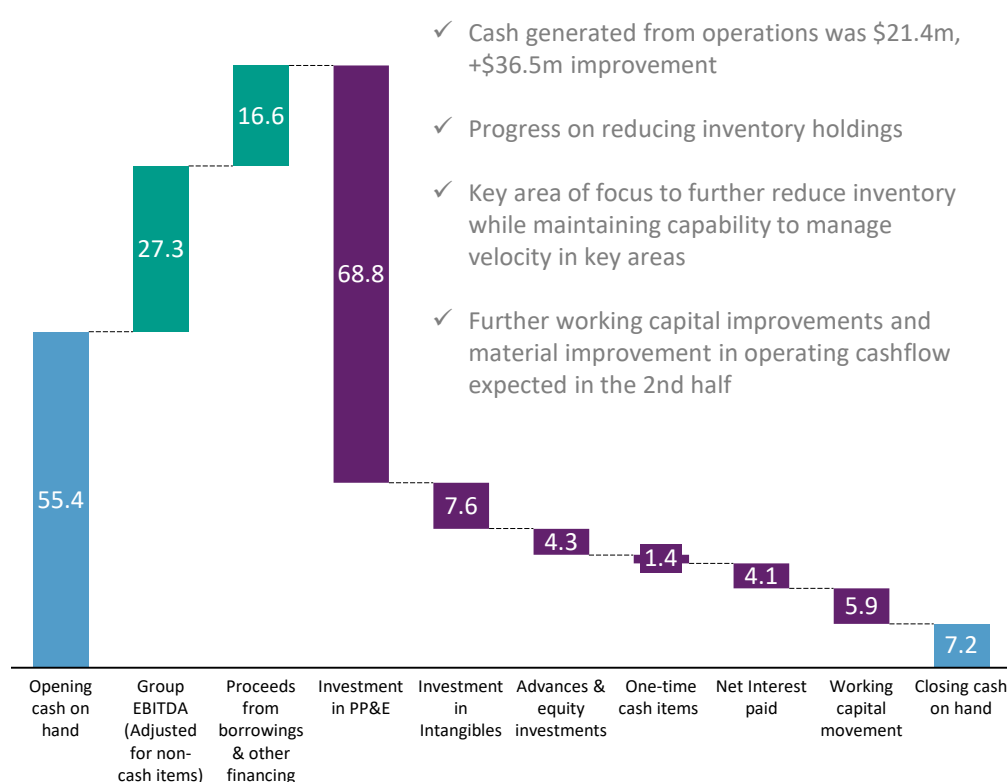 ✓ Cash generated from operations was $21.4m,
+$36.5m improvement
✓ Progress on reducing inventory holdings
✓ Key area of focus to further reduce inventory
while maintaining capability to manage
velocity in key areas
✓ Further working capital improvements and
material improvement in operating cashflow
expected in the 2nd half
55.4
27.3
16.6
68.8
7.6
4.3
1.4
4.1
5.9
7.2
Opening
cash on
hand
Group
EBITDA
(Adjusted
for non-
cash items)
Proceeds
from
borrowings
& other
financing
Investment
in PP&E
Investment
in
Intangibles
Advances &
equity
investments
One-time
cash items
Net Interest
paid
Working
capital
movement
Closing cash
on hand